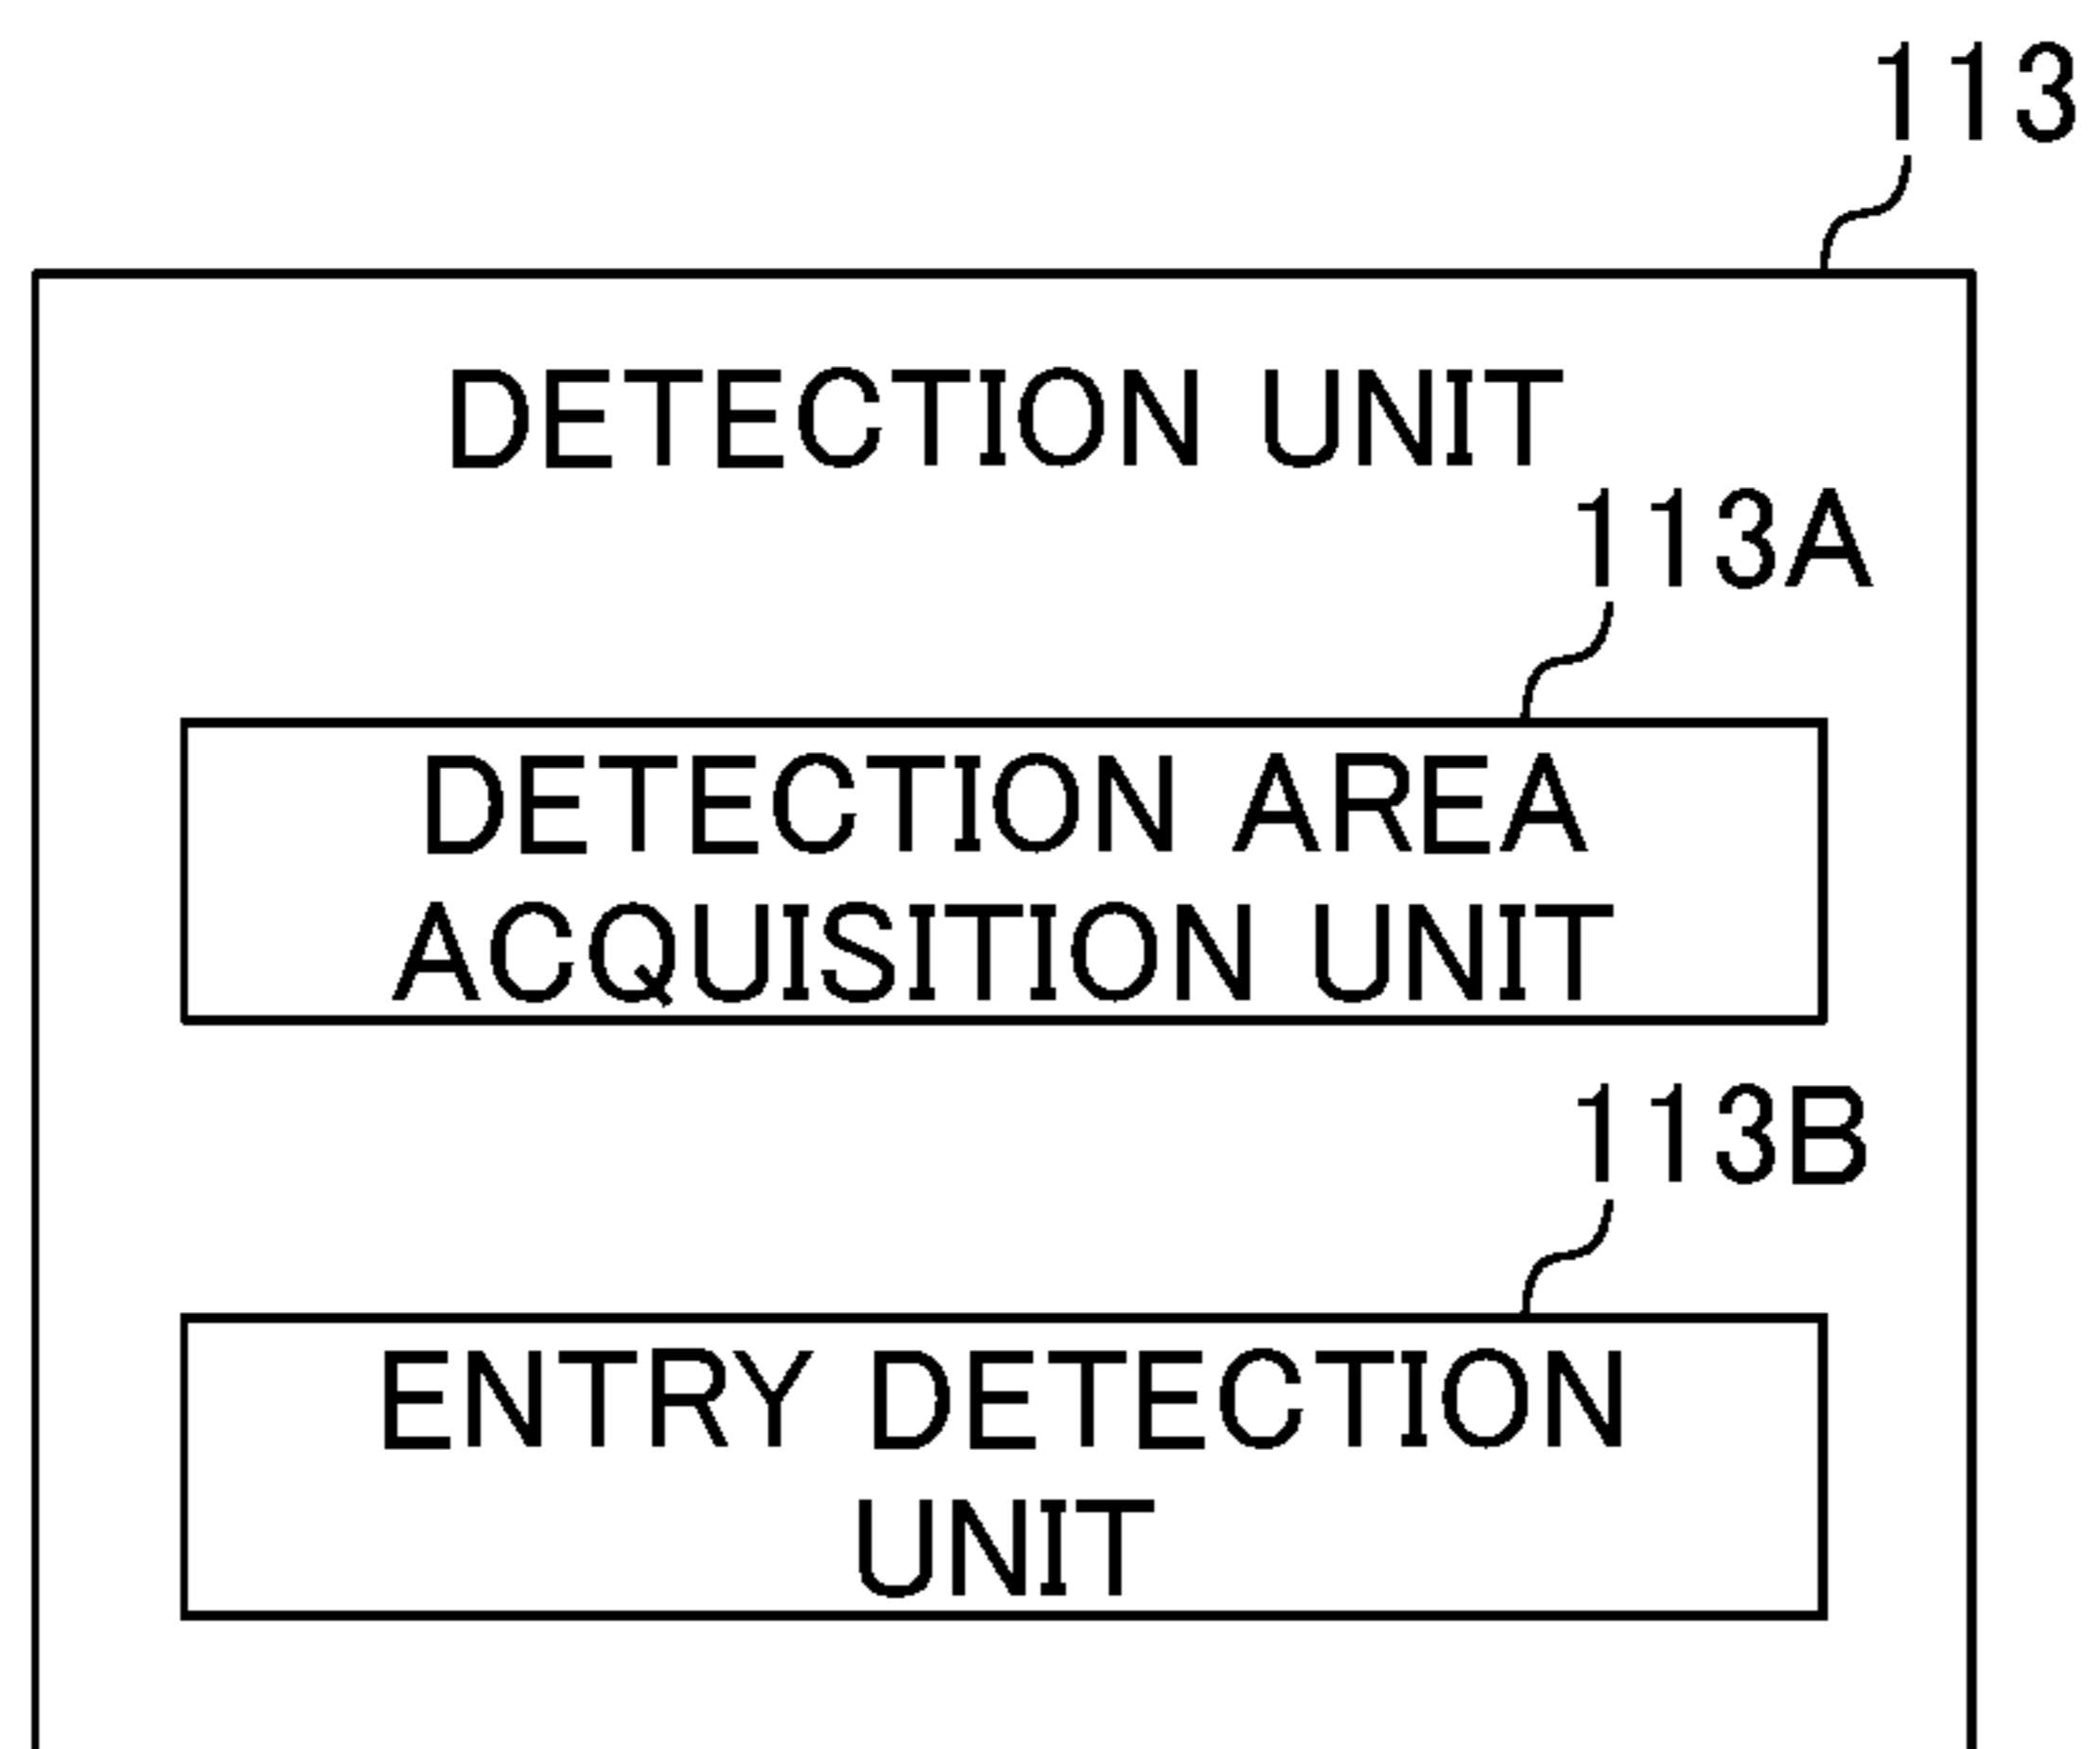 113
DETECTION UNIT
113A
DETECTION AREA
ACQUISITION UNIT
113B
ENTRY DETECTION
UNIT